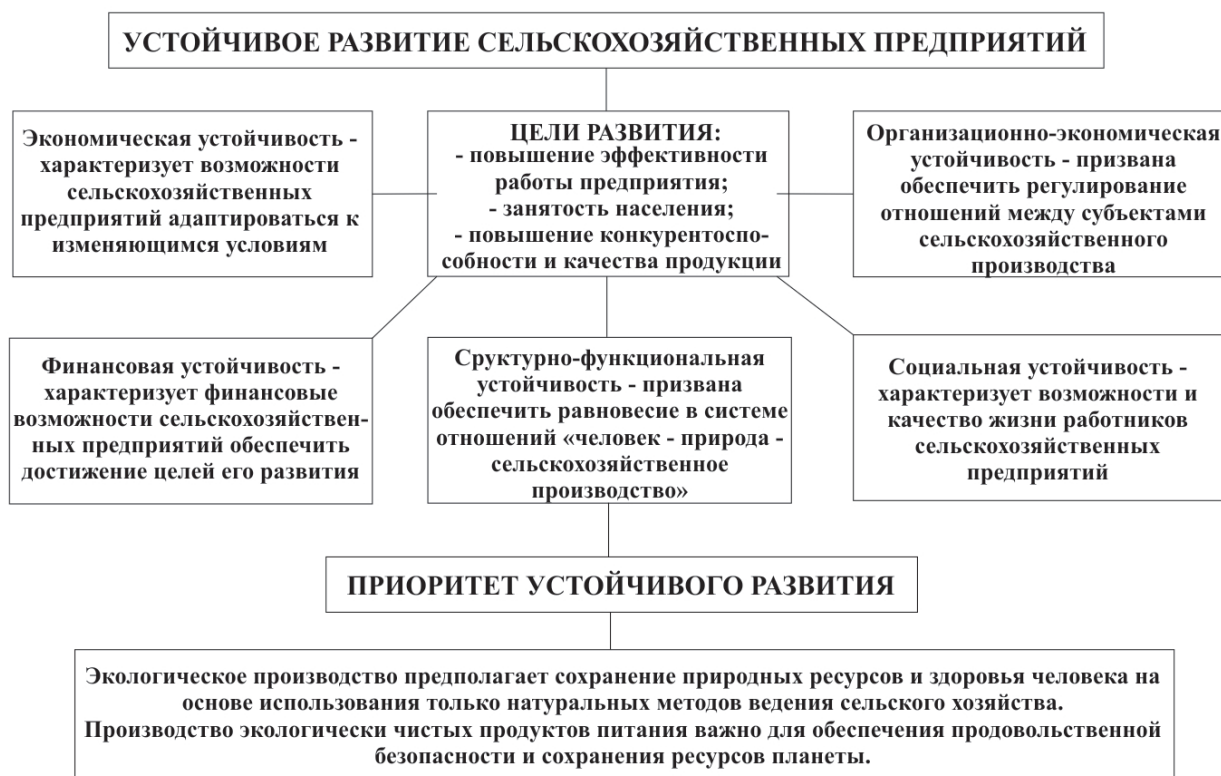 УСТОЙЧИВОЕ РАЗВИТИЕ СЕЛЬСКОХОЗЯЙСТВЕННЫХ ПРЕДПРИЯТИЙ
Экономическая устойчивость -
характеризует возможности
сельскохозяйственных
предприятий адаптироваться к
изменяющимся условиям
ЦЕЛИ РАЗВИТИЯ:
- повышение эффективности
работы предприятия;
- занятость населения;
- повышение конкурентоспо-
собности и качества продукции
Организационно-экономическая
устойчивость - призвана
обеспечить регулирование
отношений между субъектами
сельскохозяйственного
производства
Финансовая устойчивость -
характеризует финансовые
возможности сельскохозяйствен-
ных предприятий обеспечить
достижение целей его развития
Сруктурно-функциональная
устойчивость - призвана
обеспечить равновесие в системе
отношений «человек - природа -
сельскохозяйственное
производство»
Социальная устойчивость -
характеризует возможности и
качество жизни работников
сельскохозяйственных
предприятий
ПРИОРИТЕТ УСТОЙЧИВОГО РАЗВИТИЯ
Экологическое производство предполагает сохранение природных ресурсов и здоровья человека на
основе использования только натуральных методов ведения сельского хозяйства.
Производство экологически чистых продуктов питания важно для обеспечения продовольственной
безопасности и сохранения ресурсов планеты.